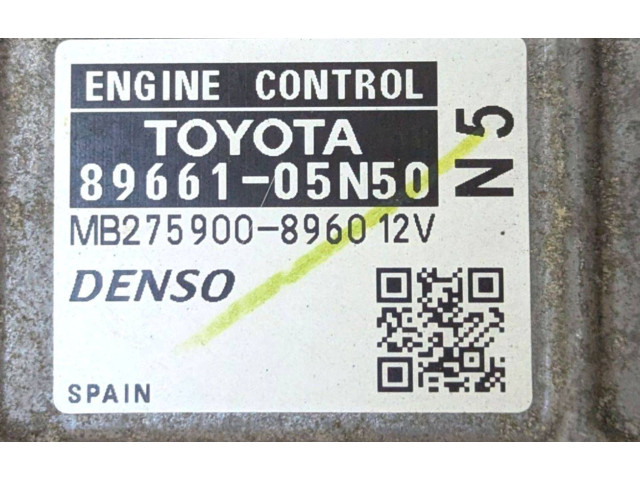 ENGINE CONTROL
TOYOTA
89661-05N50
MB275900-8960 12V
DENSO
SPAIN
N5